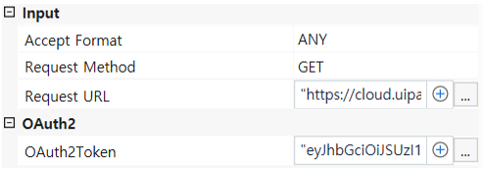 Input
Accept Format ANY
Request Method GET
Request URL "https://cloud.uipa ...
OAuth2
OAuth2Token "eyJhbGciOiJSUzI1 ...